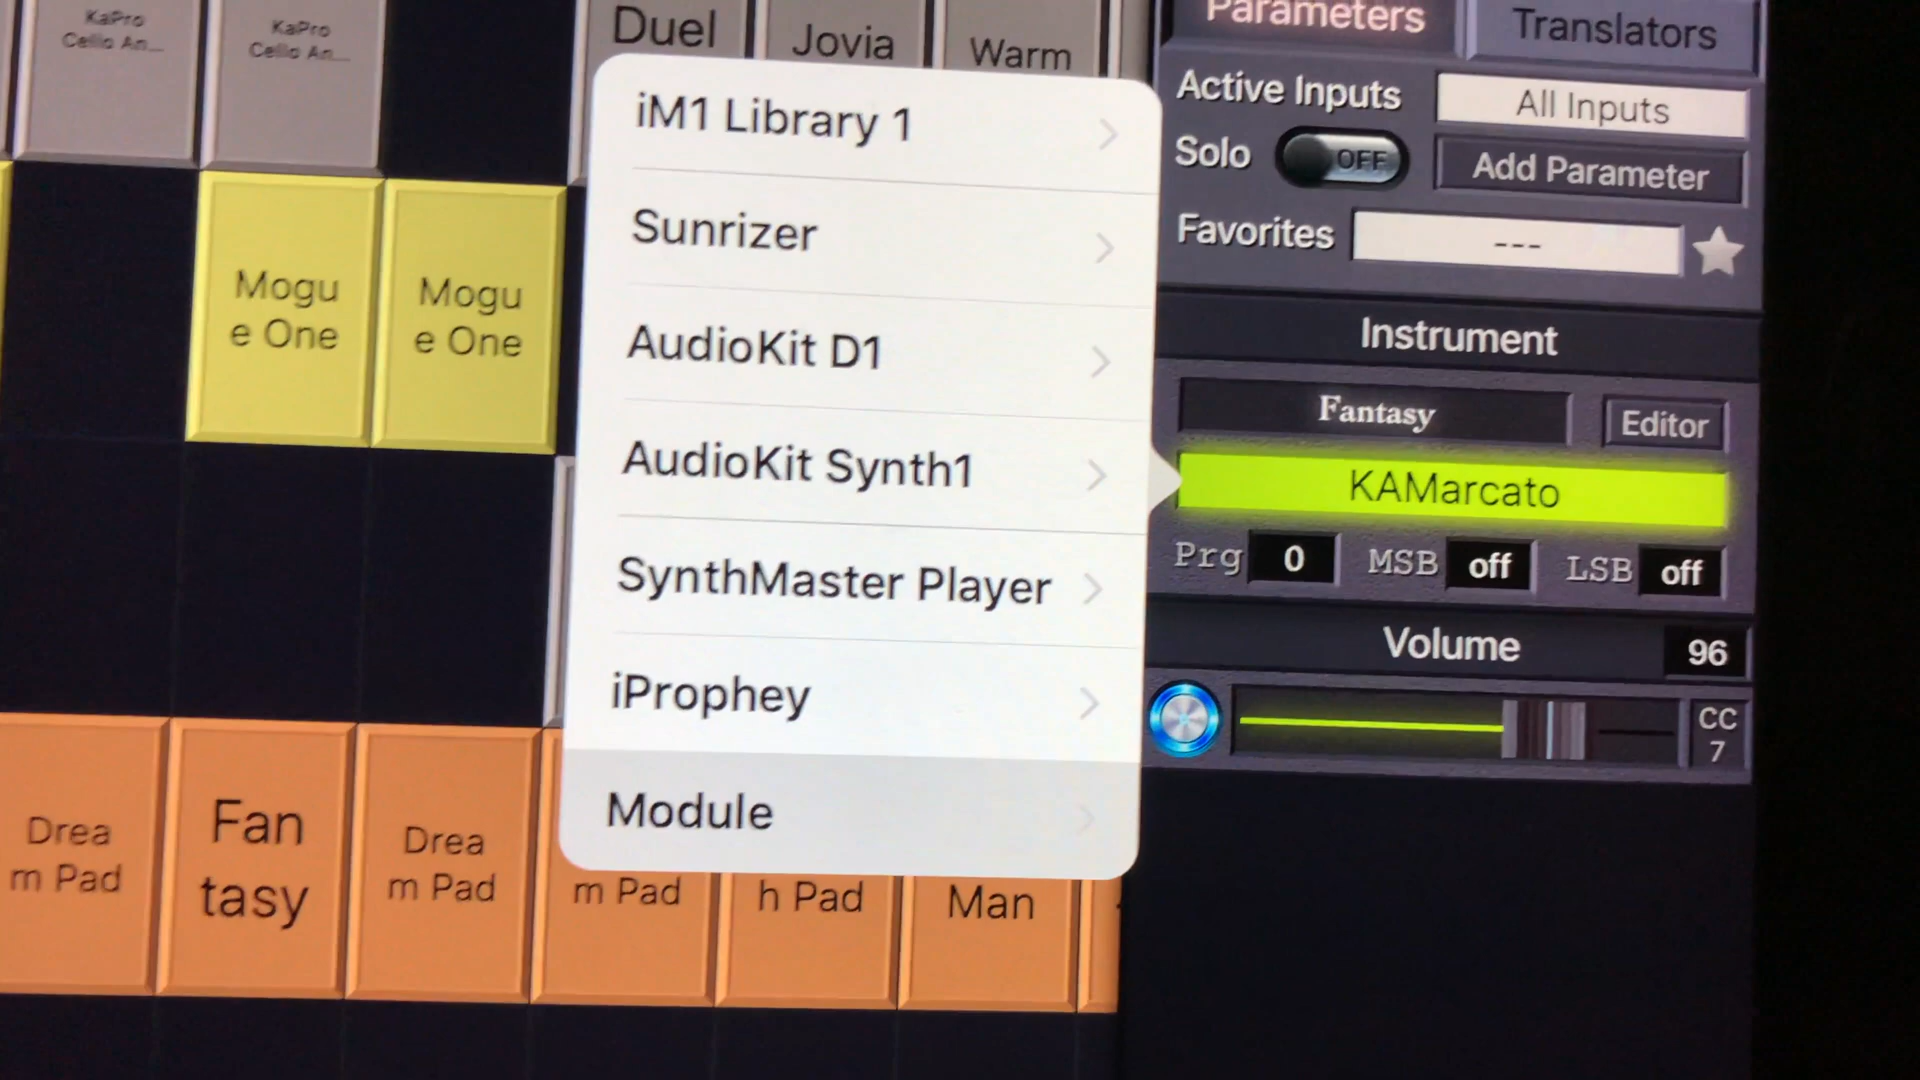 KaPro
Cello An...
KaPro
Cello An...
Duel
Jovia
Warm
Parameters
Translators
Active Inputs
All Inputs
Solo
OFF
Add Parameter
Favorites
---
iM1 Library 1
Sunrizer
AudioKit D1
AudioKit Synth1
SynthMaster Player
iProphey
Module
Mogu
e One
Mogu
e One
Instrument
Fantasy
Editor
KAMarcato
Prg
0
MSB
off
LSB
off
Volume
96
CC
7
Drea
m Pad
Fan
tasy
Drea
m Pad
m Pad
h Pad
Man